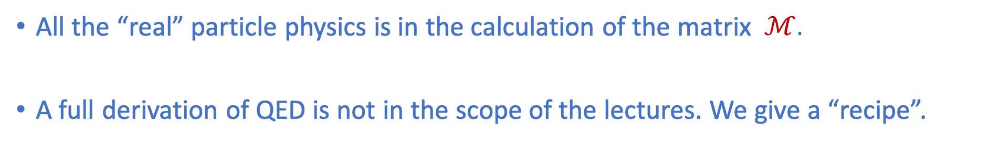 • All the “real” particle physics is in the calculation of the matrix ℳ.
• A full derivation of QED is not in the scope of the lectures. We give a “recipe”.